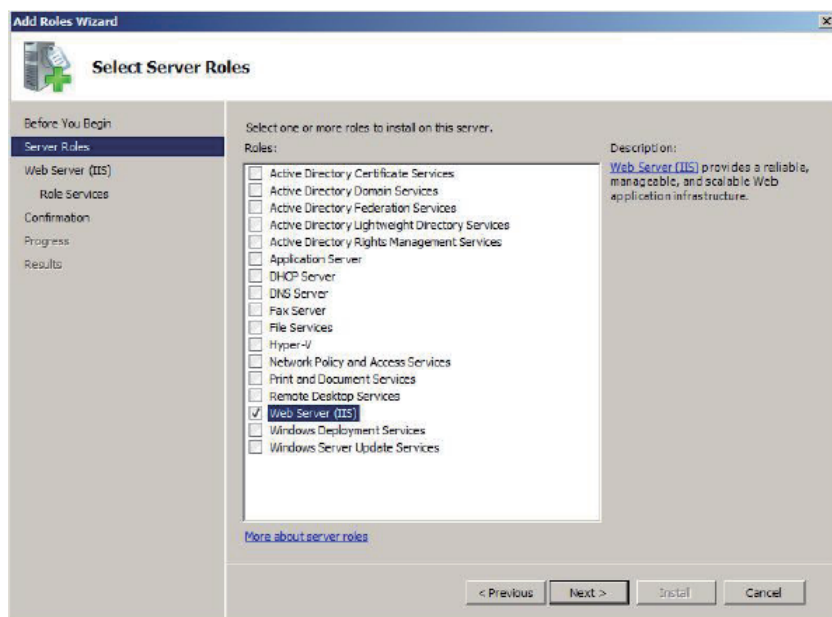 Add Roles Wizard
Select Server Roles
Before You Begin
Server Roles
Web Server (IIS)
Role Services
Confirmation
Progress
Results
Select one or more roles to install on this server.
Roles:
Active Directory Certificate Services
Active Directory Domain Services
Active Directory Federation Services
Active Directory Lightweight Directory Services
Active Directory Rights Management Services
Application Server
DHCP Server
DNS Server
Fax Server
File Services
Hyper-V
Network Policy and Access Services
Print and Document Services
Remote Desktop Services
Web Server (IIS)
Windows Deployment Services
Windows Server Update Services
More about server roles
Description:
Web Server (IIS) provides a reliable,
manageable, and scalable Web
application infrastructure.
< Previous
Next >
Install
Cancel